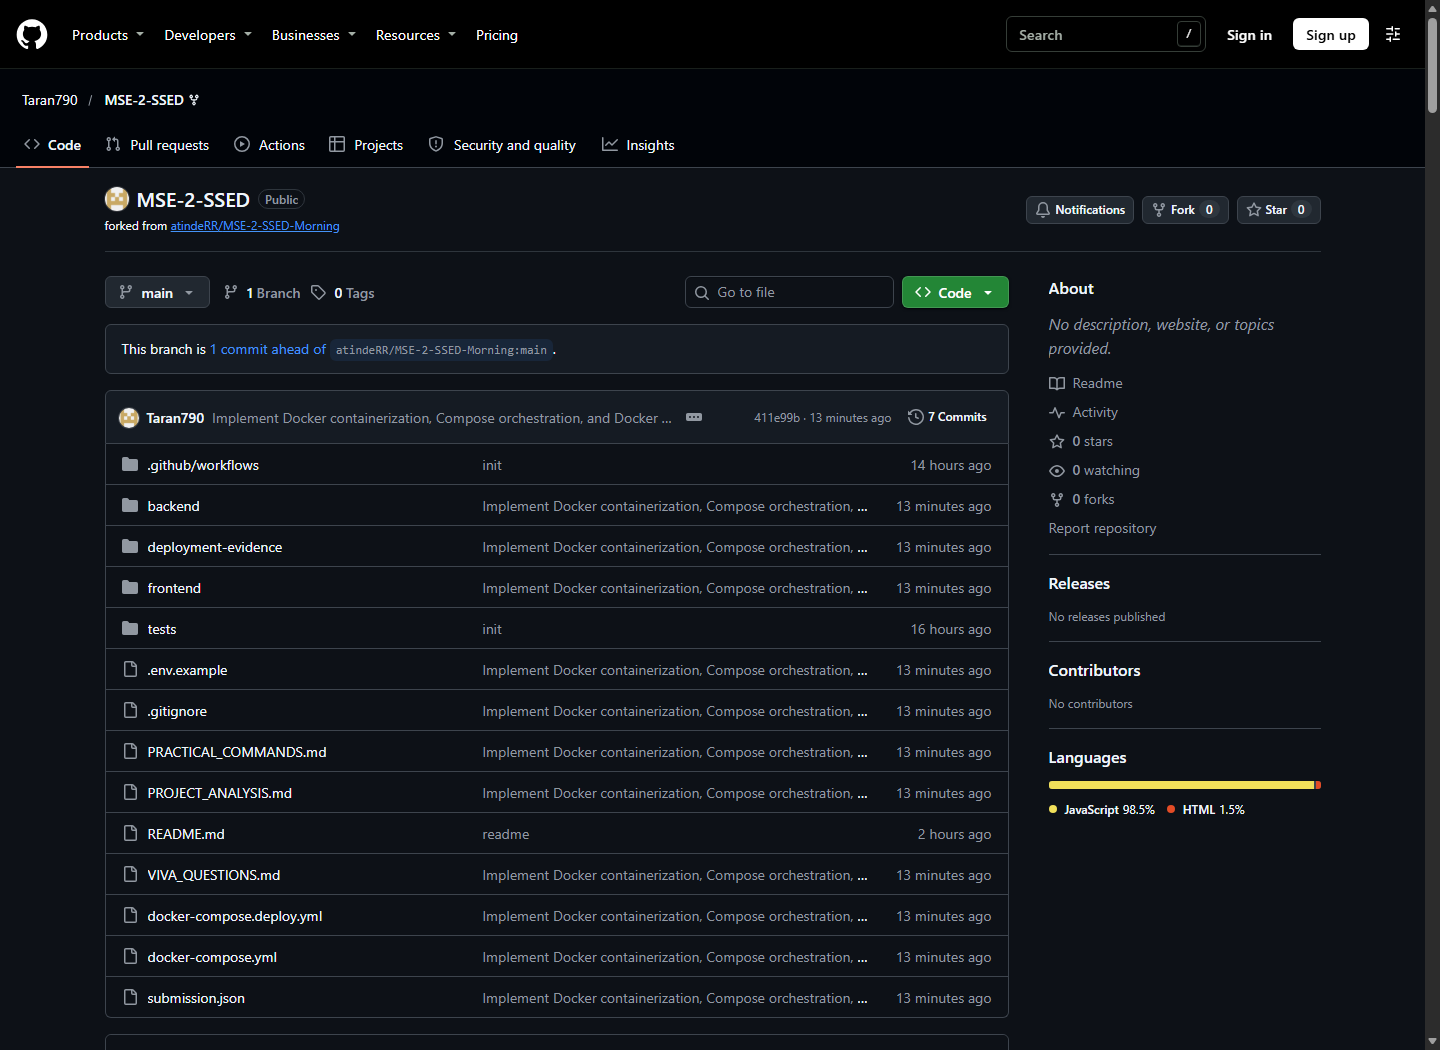 Products Developers Businesses Resources Pricing Search / Sign in Sign up
Taran790 / MSE-2-SSED
Code Pull requests Actions Projects Security and quality Insights
MSE-2-SSED Public
forked from atindeRR/MSE-2-SSED-Morning
Notifications Fork 0 Star 0
main 1 Branch 0 Tags Go to file Code
This branch is 1 commit ahead of atindeRR/MSE-2-SSED-Morning:main .
Taran790 Implement Docker containerization, Compose orchestration, and Docker ... 411e99b · 13 minutes ago 7 Commits
.github/workflows init 14 hours ago
backend Implement Docker containerization, Compose orchestration, ... 13 minutes ago
deployment-evidence Implement Docker containerization, Compose orchestration, ... 13 minutes ago
frontend Implement Docker containerization, Compose orchestration, ... 13 minutes ago
tests init 16 hours ago
.env.example Implement Docker containerization, Compose orchestration, ... 13 minutes ago
.gitignore Implement Docker containerization, Compose orchestration, ... 13 minutes ago
PRACTICAL_COMMANDS.md Implement Docker containerization, Compose orchestration, ... 13 minutes ago
PROJECT_ANALYSIS.md Implement Docker containerization, Compose orchestration, ... 13 minutes ago
README.md readme 2 hours ago
VIVA_QUESTIONS.md Implement Docker containerization, Compose orchestration, ... 13 minutes ago
docker-compose.deploy.yml Implement Docker containerization, Compose orchestration, ... 13 minutes ago
docker-compose.yml Implement Docker containerization, Compose orchestration, ... 13 minutes ago
submission.json Implement Docker containerization, Compose orchestration, ... 13 minutes ago
About
No description, website, or topics
provided.
Readme
Activity
0 stars
0 watching
0 forks
Report repository
Releases
No releases published
Contributors
No contributors
Languages
JavaScript 98.5% HTML 1.5%